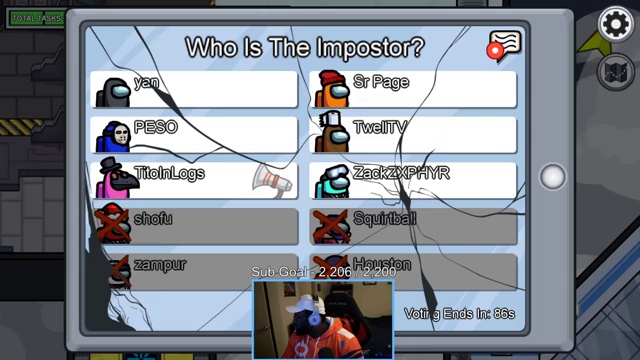 TOTAL TASKS
Who Is The Impostor?
yan
Sr Page
PESO
TwellTV
TitoInLogs
ZackZXPHYR
shofu
Squirtball
zampur
Houston
Sub-Goal - 2,206 / 2,200
Voting Ends In: 86s